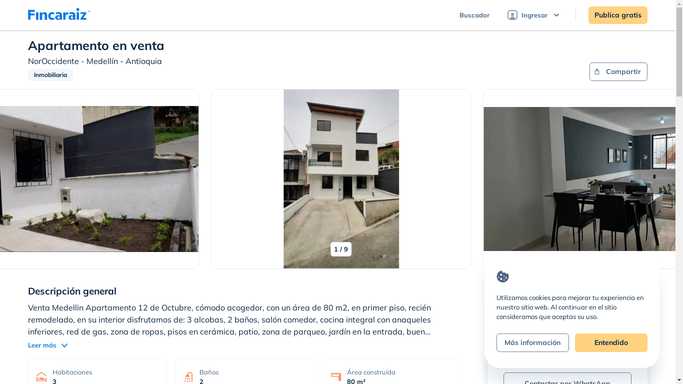 Fincaraiz
Buscador
Ingresar
Publica gratis
Apartamento en venta
NorOccidente - Medellín - Antioquia
Inmobiliaria
Compartir
1 / 9
Descripción general
Venta Medellin Apartamento 12 de Octubre, cómodo acogedor, con un área de 80 m2, en primer piso, recién
remodelado, en su interior disfrutamos de: 3 alcobas, 2 baños, salón comedor, cocina integral con anaqueles
inferiores, red de gas, zona de ropas, pisos en cerámica, patio, zona de parqueo, jardín en la entrada, buen...
Leer más
Habitaciones
3
Baños
2
Área construida
80 m²
Utilizamos cookies para mejorar tu experiencia en
nuestro sitio web. Al continuar en el sitio
consideramos que aceptas su uso.
Más información
Entendido
Contactar por WhatsApp